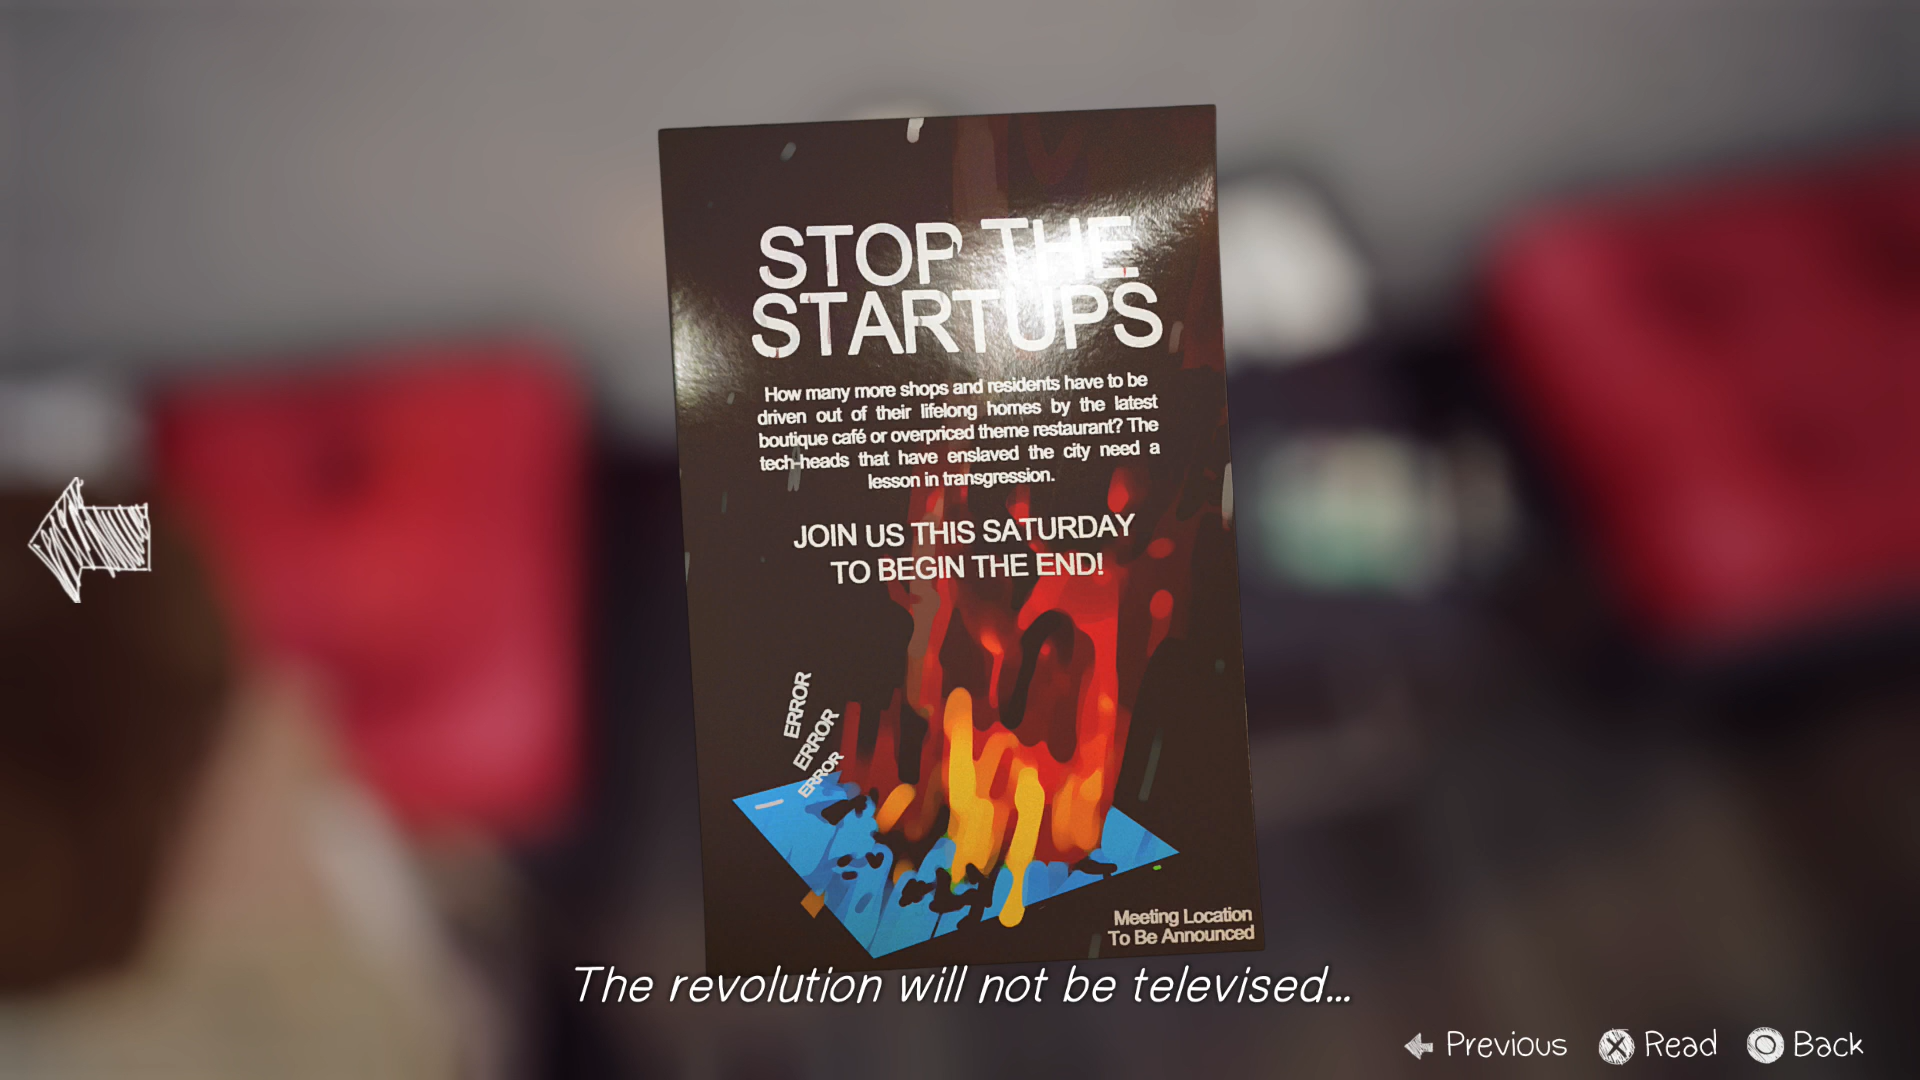 STOP THE
STARTUPS
How many more shops and residents have to be
driven out of their lifelong homes by the latest
boutique café or overpriced theme restaurant? The
tech-heads that have enslaved the city need a
lesson in transgression.
JOIN US THIS SATURDAY
TO BEGIN THE END!
ERROR
ERROR
ERROR
Meeting Location
To Be Announced
The revolution will not be televised...
Previous
Read
Back